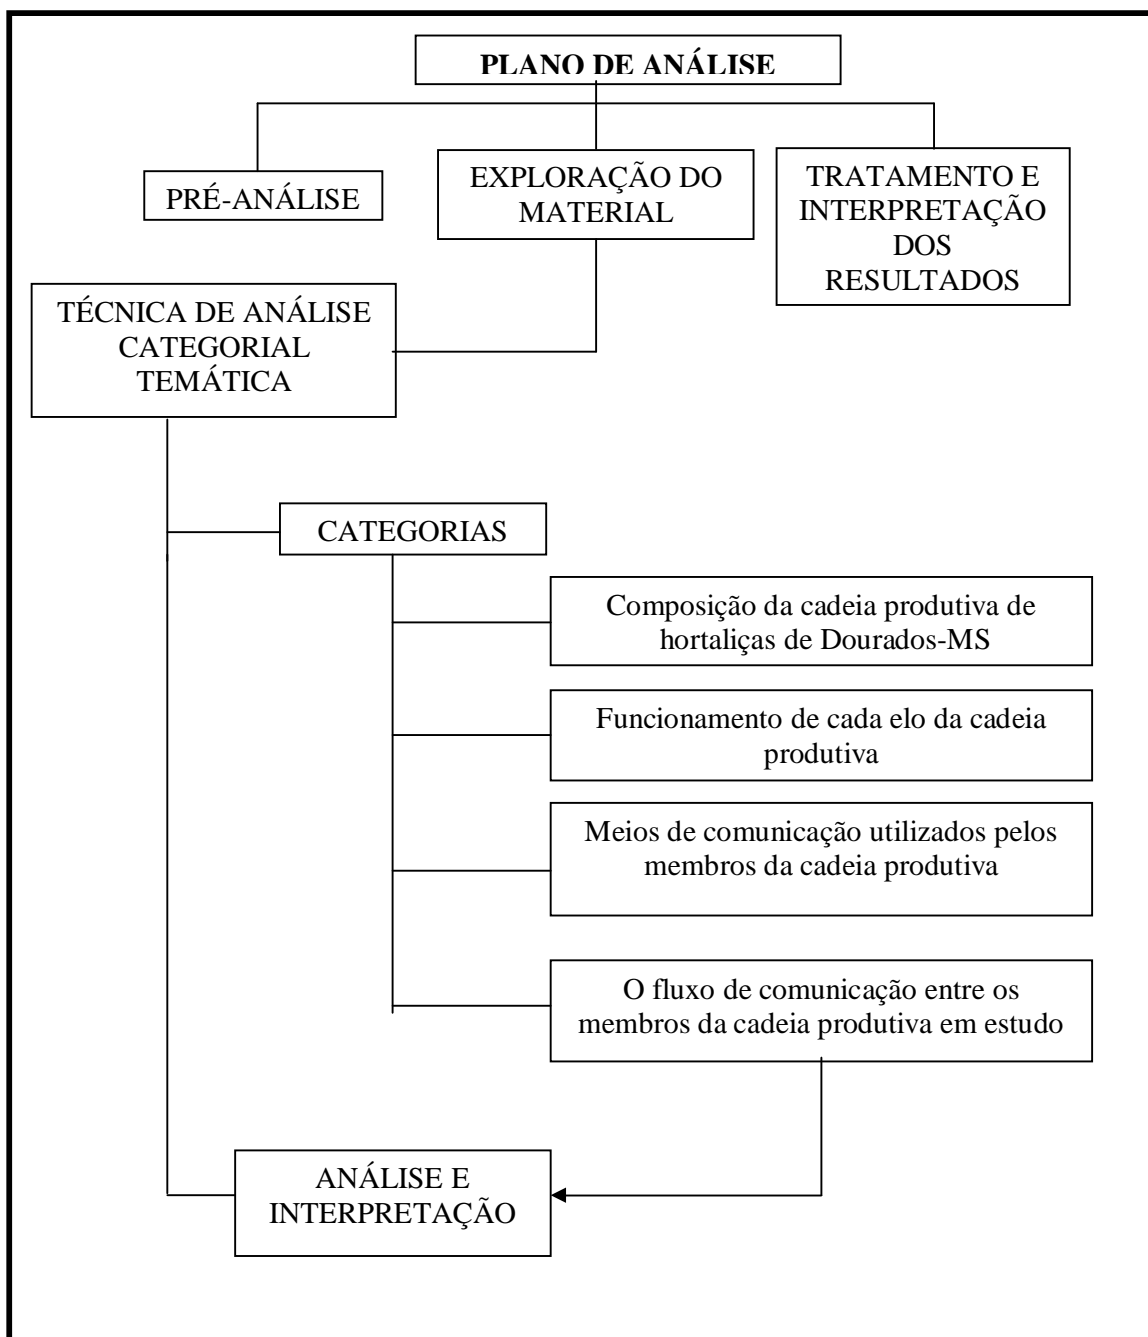 PLANO DE ANÁLISE
PRÉ-ANÁLISE
EXPLORAÇÃO DO
MATERIAL
TRATAMENTO E
INTERPRETAÇÃO
DOS
RESULTADOS
TÉCNICA DE ANÁLISE
CATEGORIAL
TEMÁTICA
CATEGORIAS
Composição da cadeia produtiva de
hortaliças de Dourados-MS
Funcionamento de cada elo da cadeia
produtiva
Meios de comunicação utilizados pelos
membros da cadeia produtiva
O fluxo de comunicação entre os
membros da cadeia produtiva em estudo
ANÁLISE E
INTERPRETAÇÃO